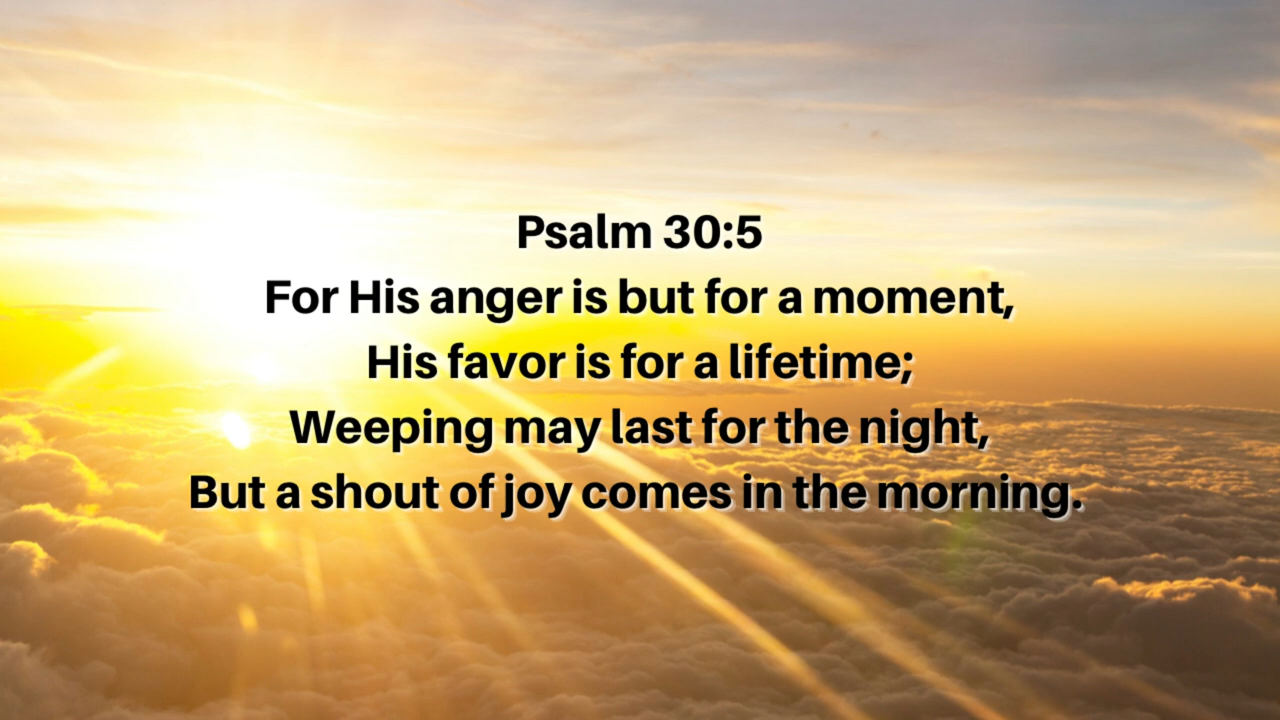 Psalm 30:5
For His anger is but for a moment,
His favor is for a lifetime;
Weeping may last for the night,
But a shout of joy comes in the morning.